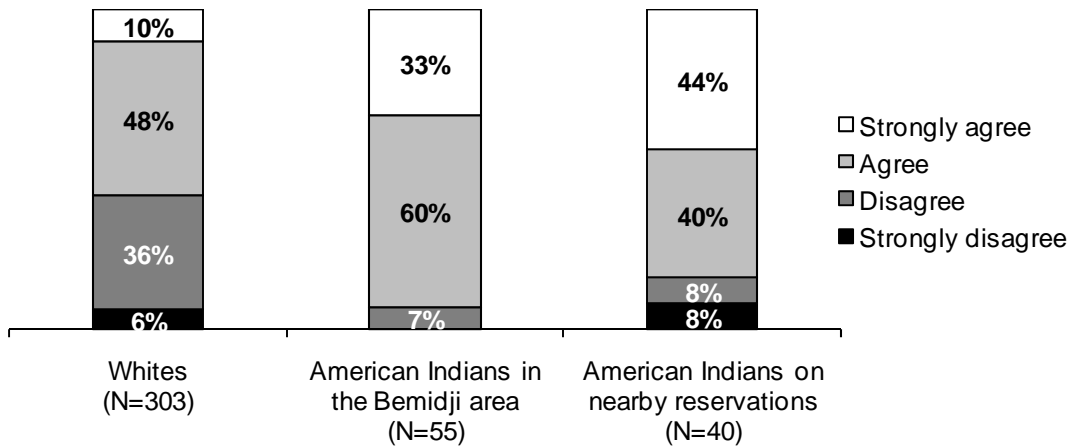 10%
48%
36%
6%
33%
60%
7%
44%
40%
8%
8%
Strongly agree
Agree
Disagree
Strongly disagree
Whites
(N=303)
American Indians in
the Bemidji area
(N=55)
American Indians on
nearby reservations
(N=40)